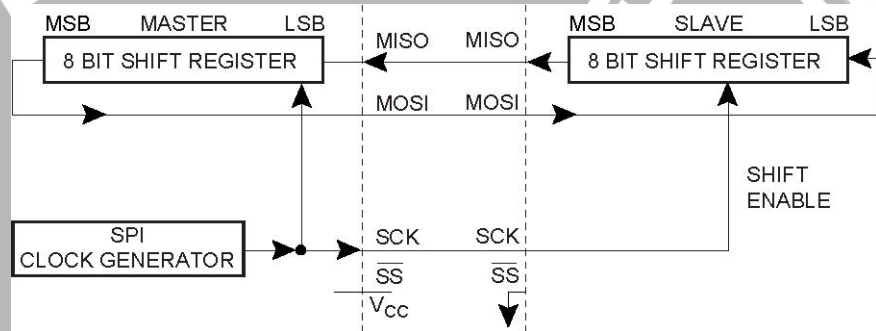 MSB MASTER LSB
8 BIT SHIFT REGISTER
MISO MISO
MSB SLAVE LSB
8 BIT SHIFT REGISTER
MOSI MOSI
SHIFT
ENABLE
SPI
CLOCK GENERATOR
SCK SCK
SS SS
VCC